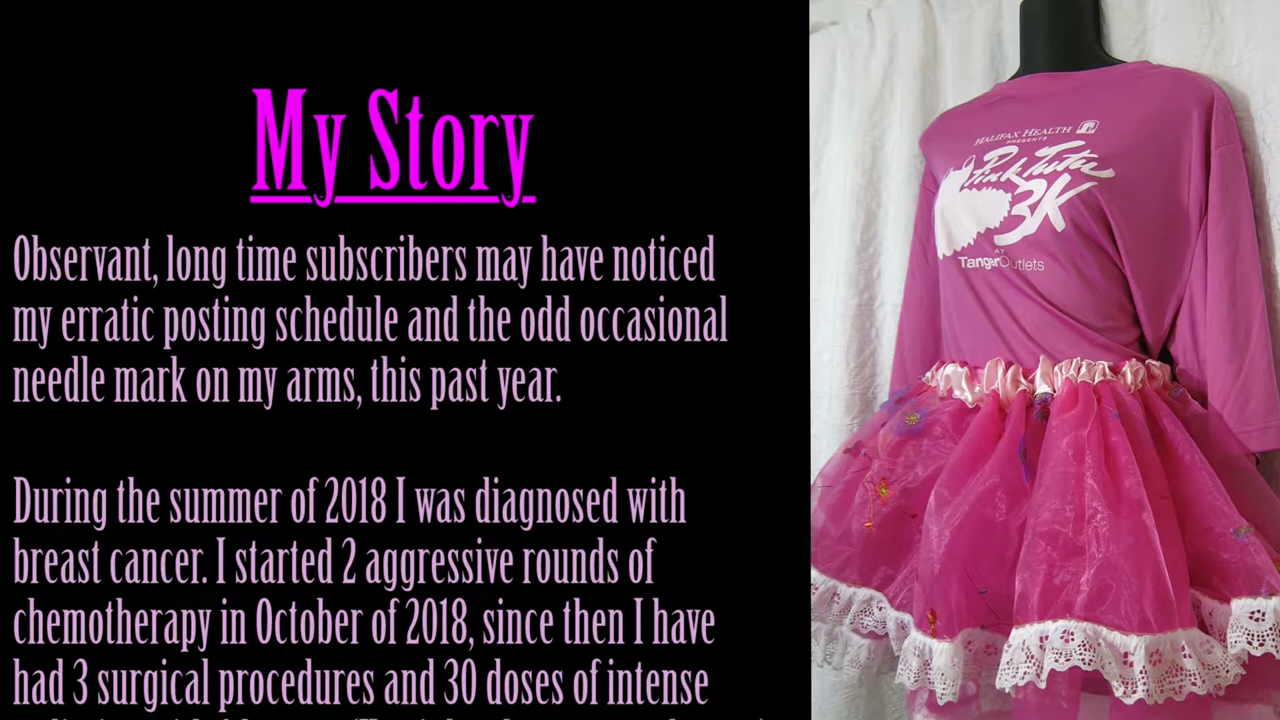 My Story
Observant, long time subscribers may have noticed
my erratic posting schedule and the odd occasional
needle mark on my arms, this past year.
During the summer of 2018 I was diagnosed with
breast cancer. I started 2 aggressive rounds of
chemotherapy in October of 2018, since then I have
had 3 surgical procedures and 30 doses of intense
HALIFAX HEALTH
PRESENTS
Pink Tutu
3K
AT
TangerOutlets